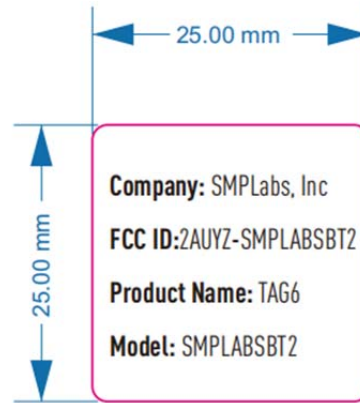 25.00 mm
25.00 mm
Company: SMPLabs, Inc
FCC ID:2AUYZ-SMPLABSBT2
Product Name: TAG6
Model: SMPLABSBT2